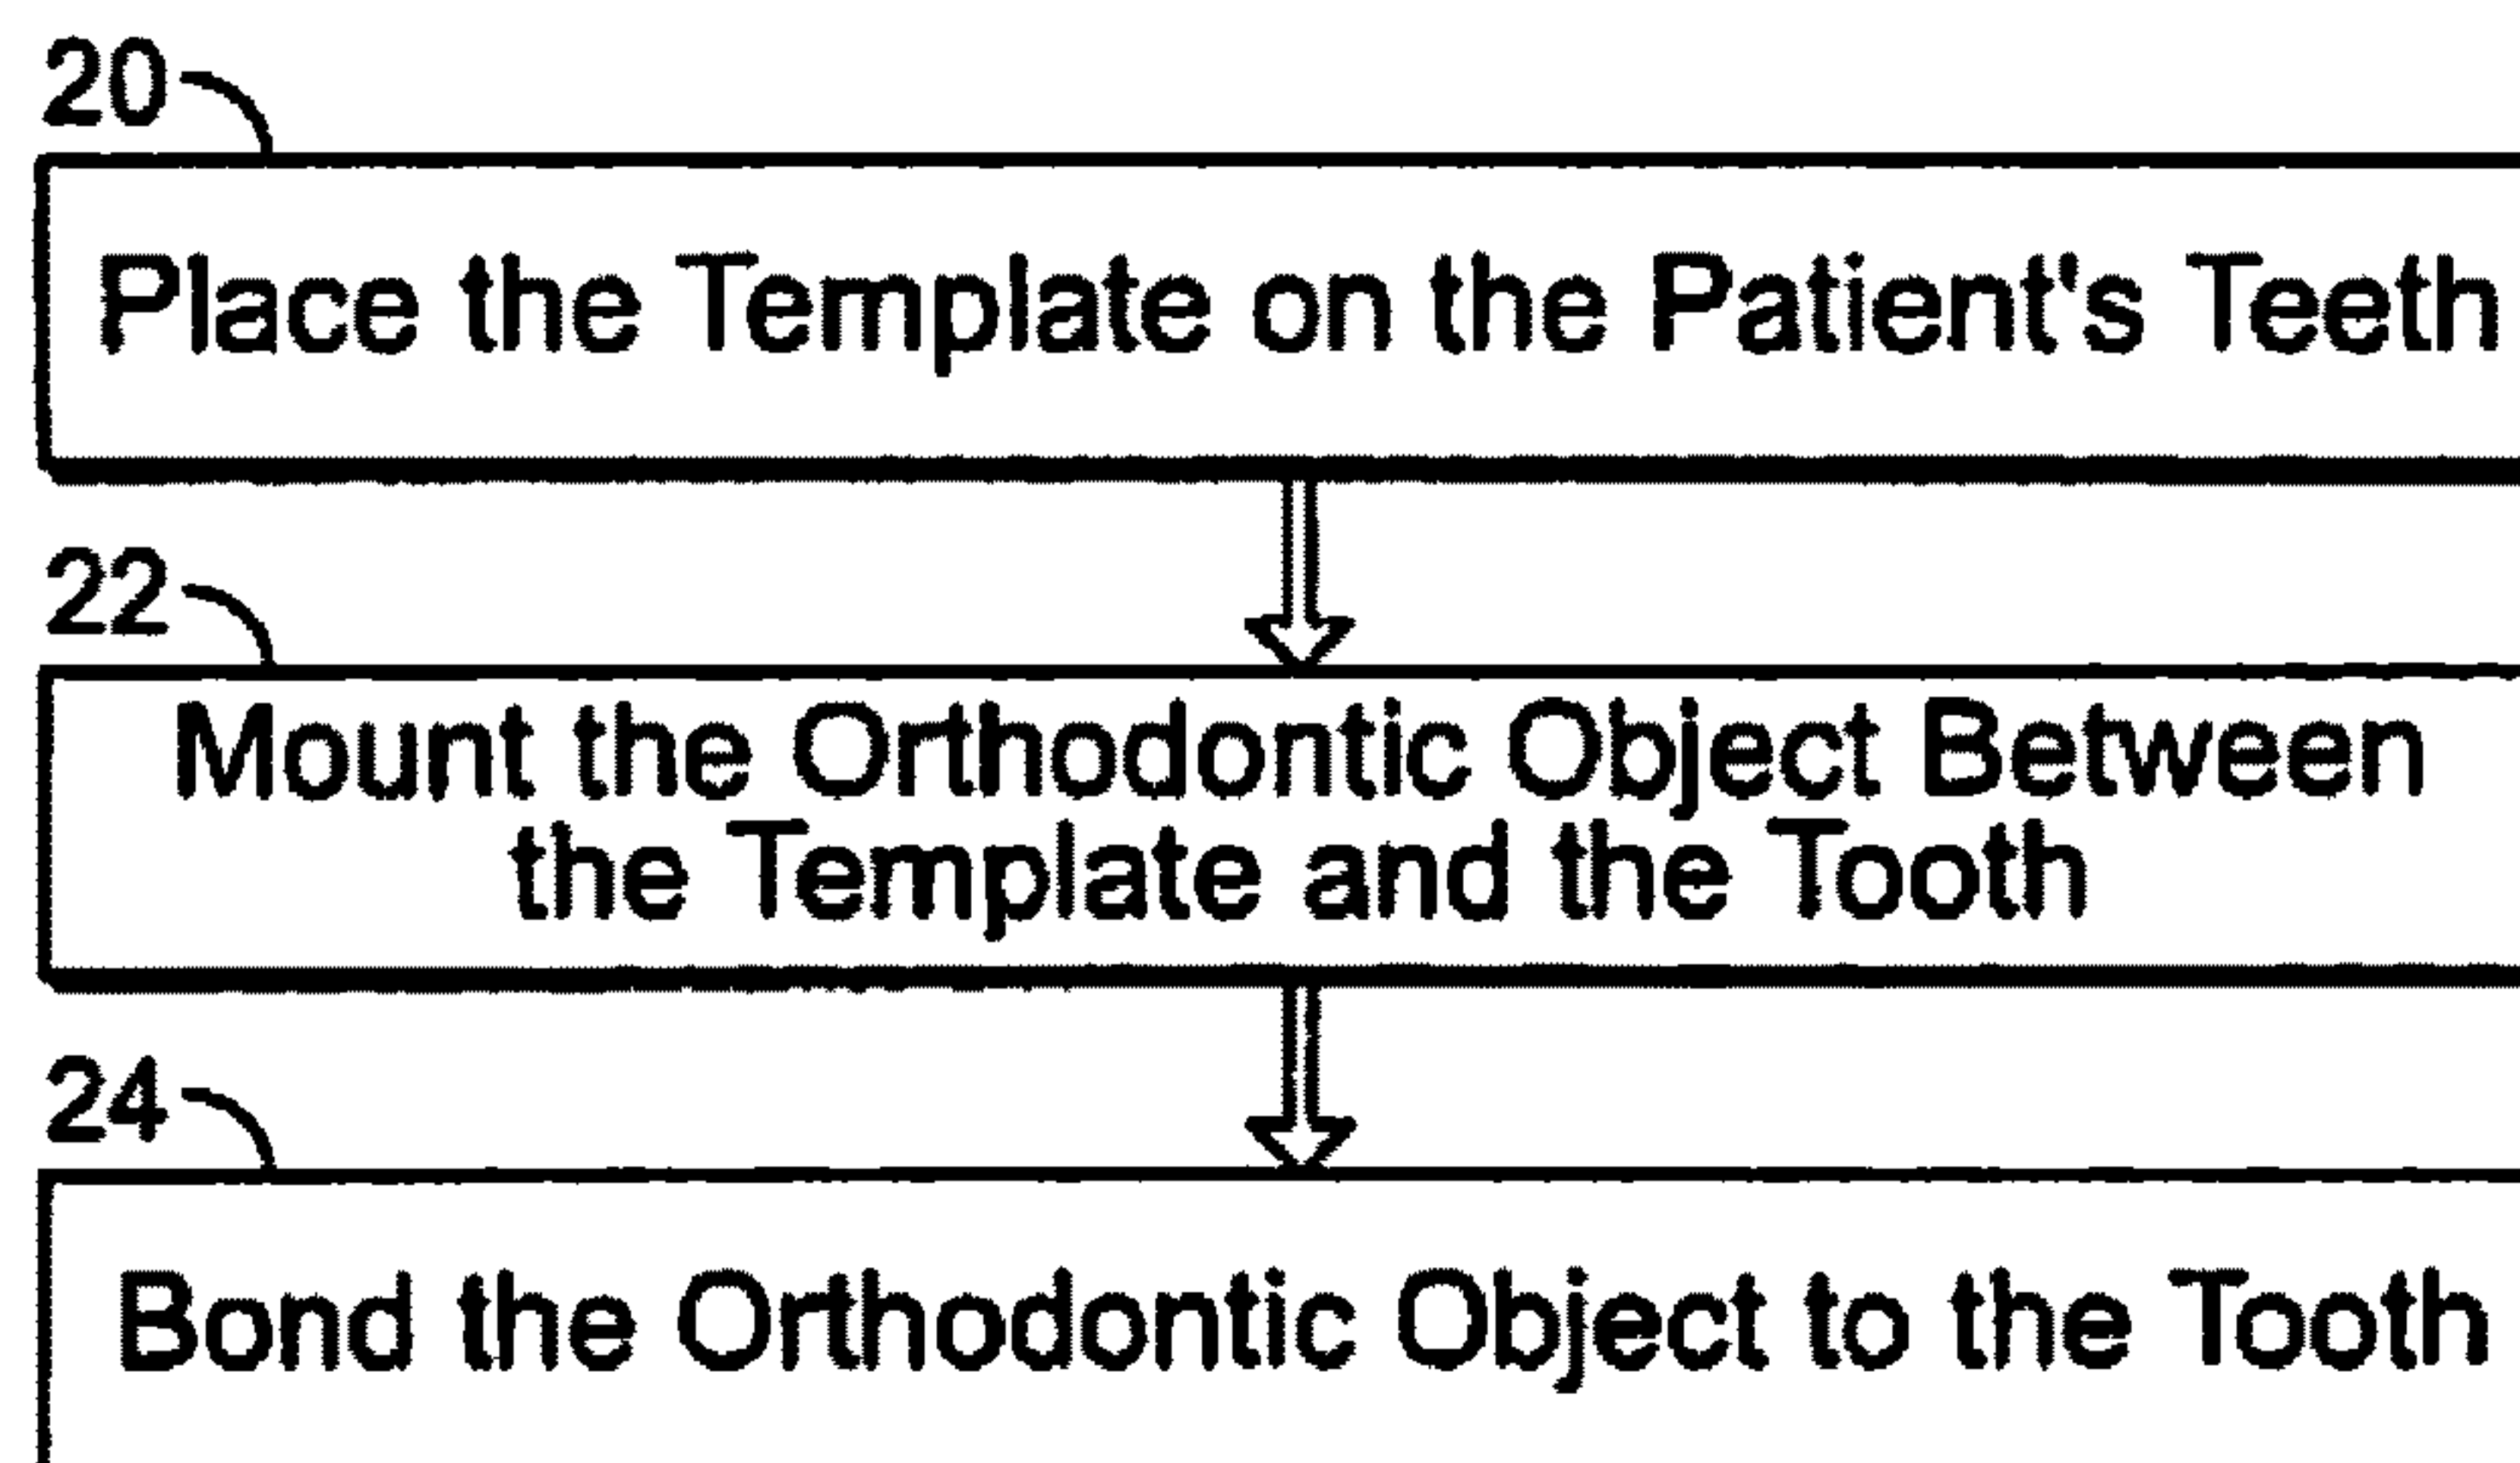 20
Place the Template on the Patient's Teeth
22
Mount the Orthodontic Object Between
the Template and the Tooth
24
Bond the Orthodontic Object to the Tooth